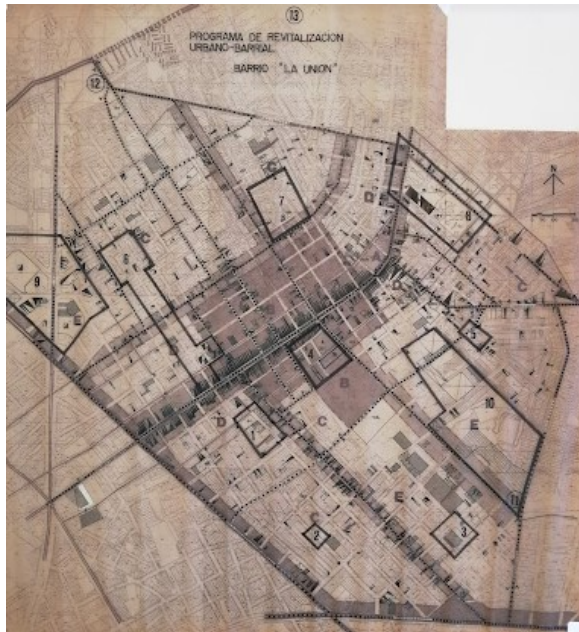 13
PROGRAMA DE REVITALIZACION
URBANO-BARRIAL
BARRIO "LA UNION"
12
N
D
8
7
C
C
6
9
E
D
5
4
B
10
E
D
1
C
E
11
C
2
3